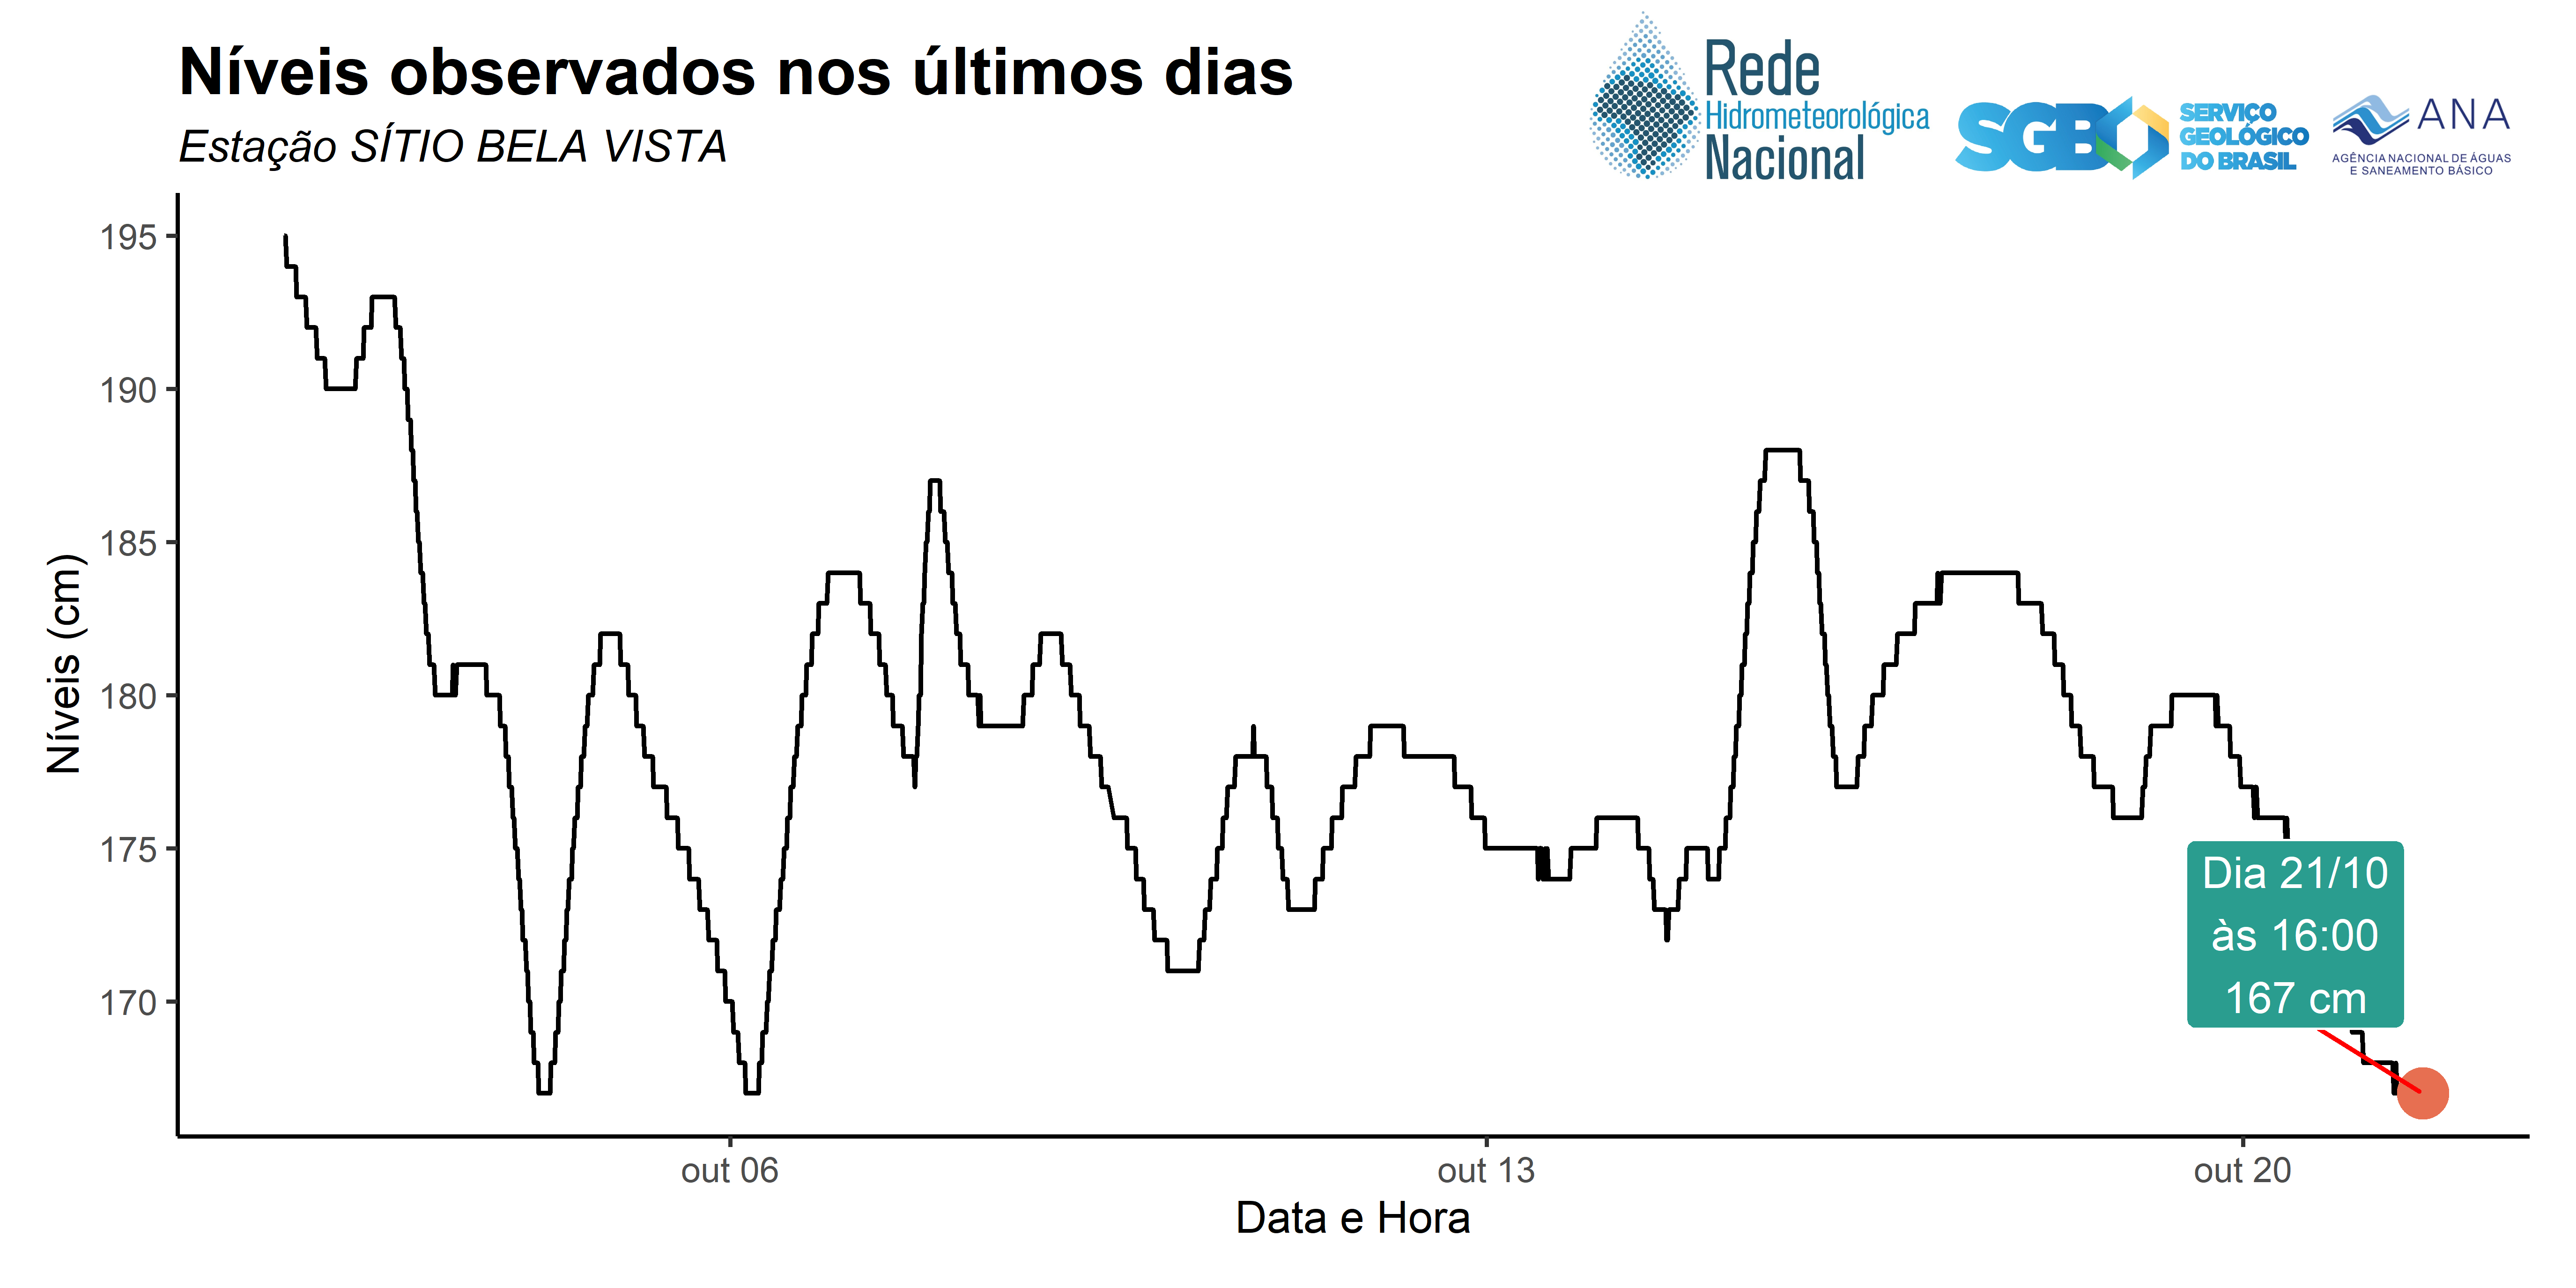 Níveis observados nos últimos dias
Estação SÍTIO BELA VISTA
Rede
Hidrometeorológica
Nacional
SGB
SERVIÇO
GEOLÓGICO
DO BRASIL
ANA
AGÊNCIA NACIONAL DE ÁGUAS
E SANEAMENTO BÁSICO
Níveis (cm)
195
190
185
180
175
170
Dia 21/10
às 16:00
167 cm
out 06
out 13
out 20
Data e Hora